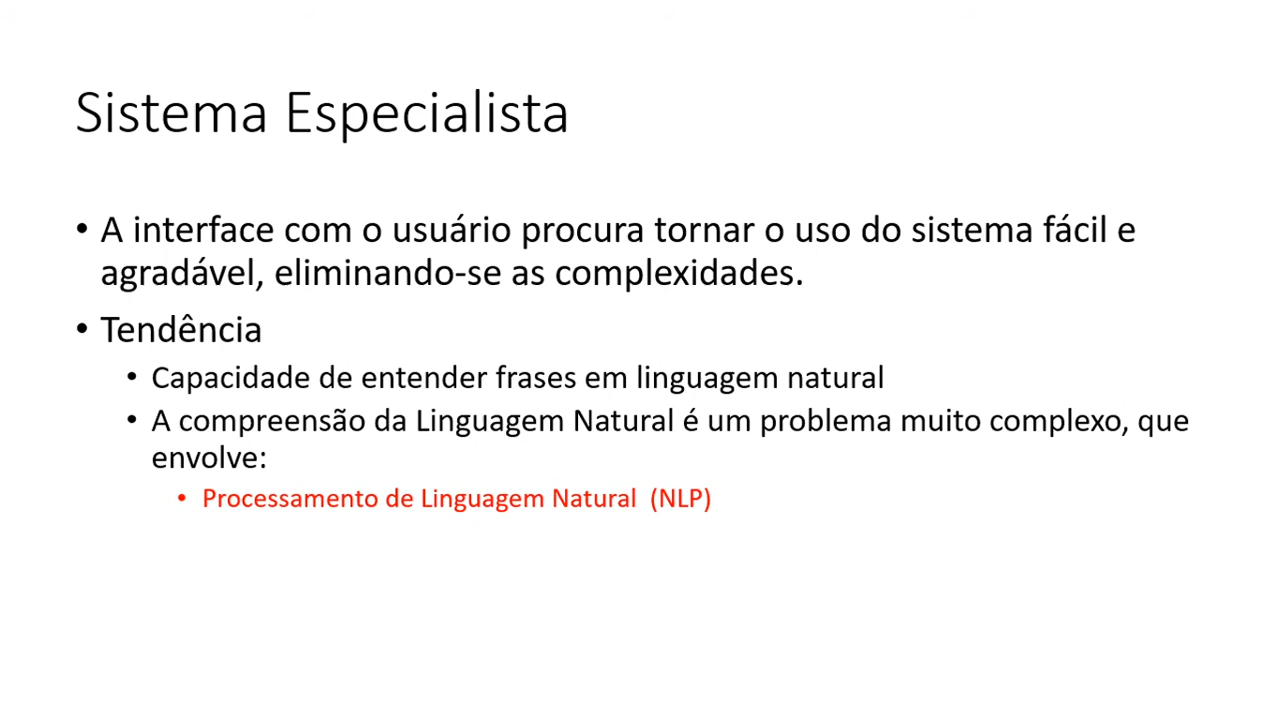 Sistema Especialista
• A interface com o usuário procura tornar o uso do sistema fácil e
agradável, eliminando-se as complexidades.
• Tendência
• Capacidade de entender frases em linguagem natural
• A compreensão da Linguagem Natural é um problema muito complexo, que
envolve:
• Processamento de Linguagem Natural (NLP)